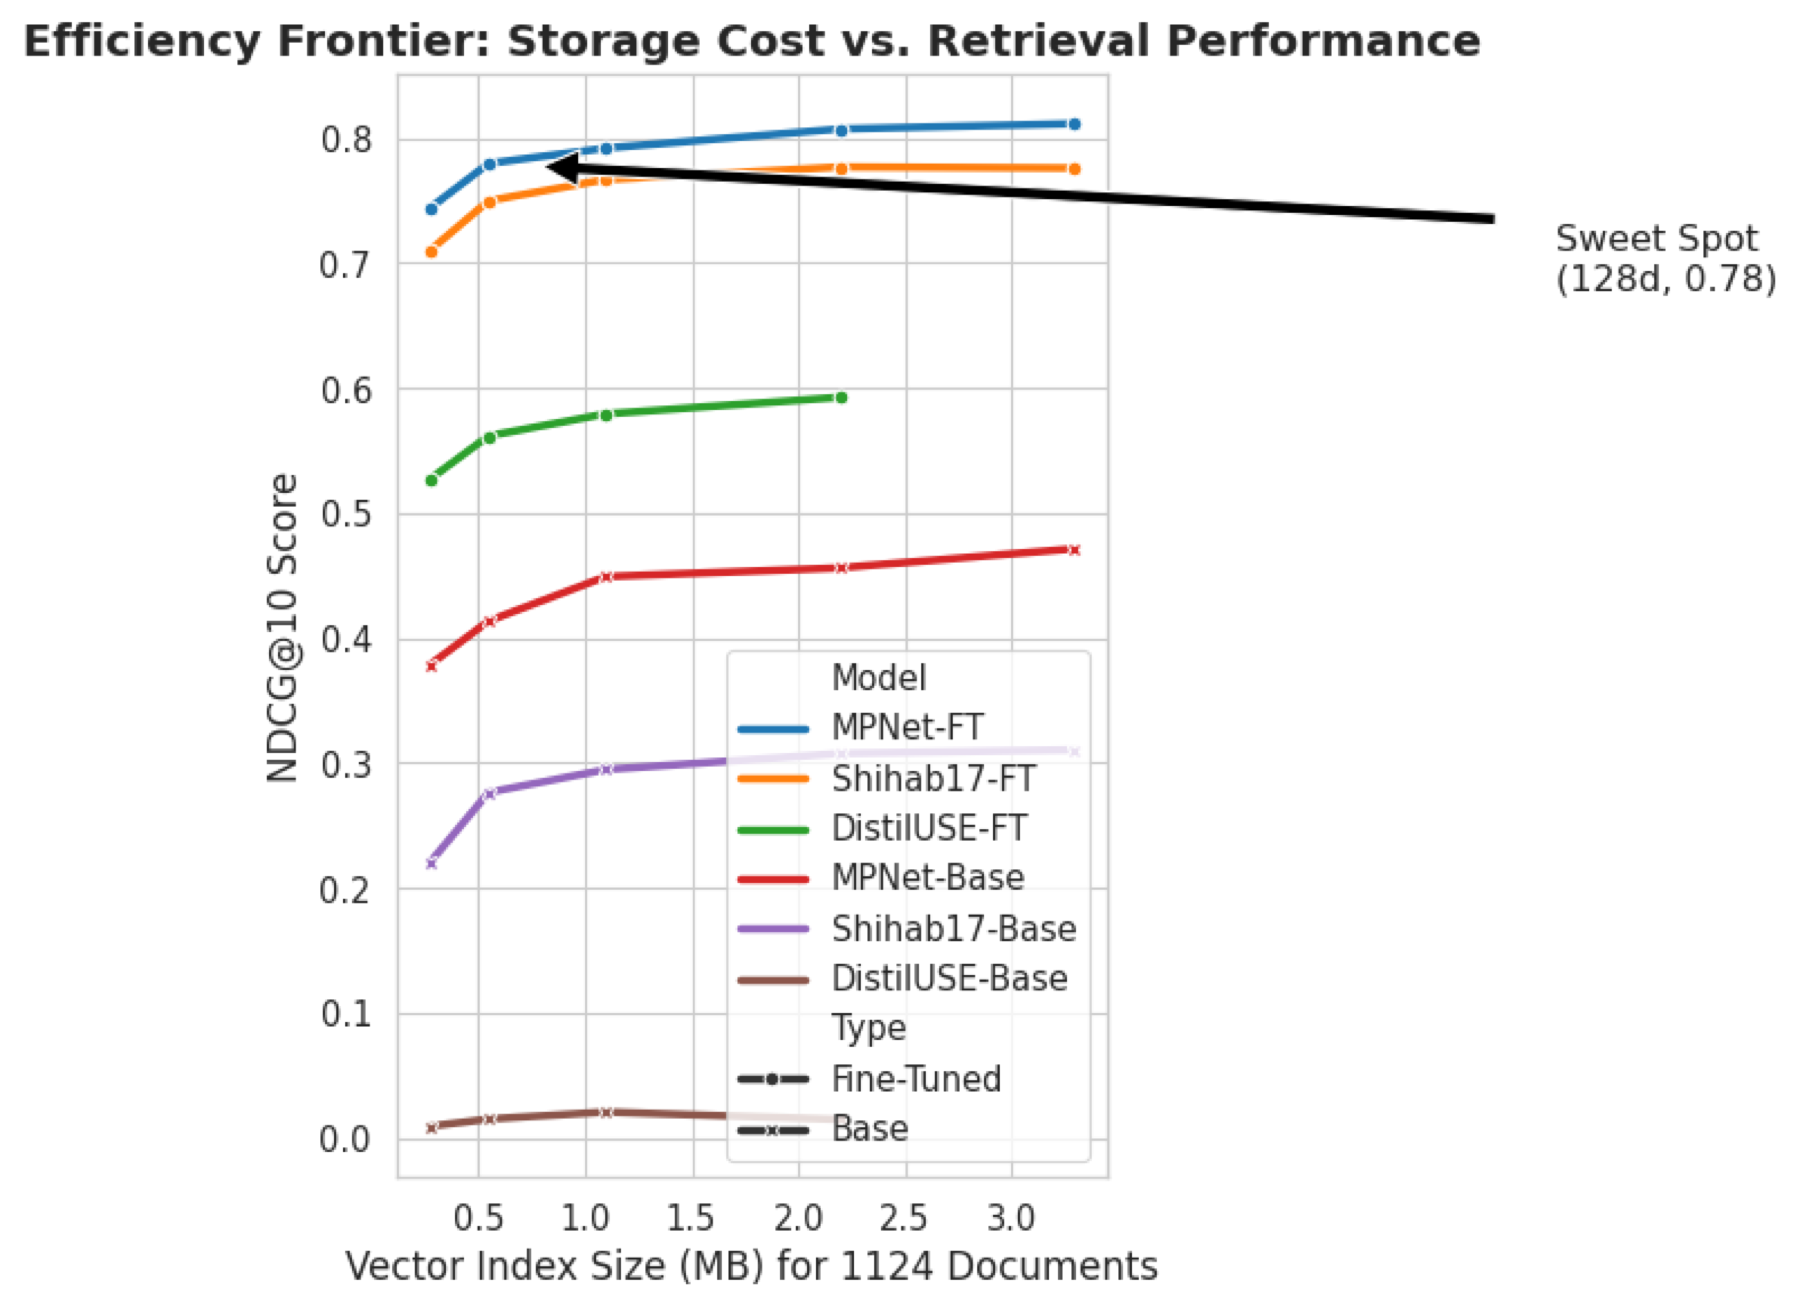 Efficiency Frontier: Storage Cost vs. Retrieval Performance
0.8
0.7
0.6
0.5
0.4
0.3
0.2
0.1
0.0
NDCG@10 Score
Sweet Spot
(128d, 0.78)
Model
MPNet-FT
Shihab17-FT
DistilUSE-FT
MPNet-Base
Shihab17-Base
DistilUSE-Base
Type
Fine-Tuned
Base
0.5 1.0 1.5 2.0 2.5 3.0
Vector Index Size (MB) for 1124 Documents